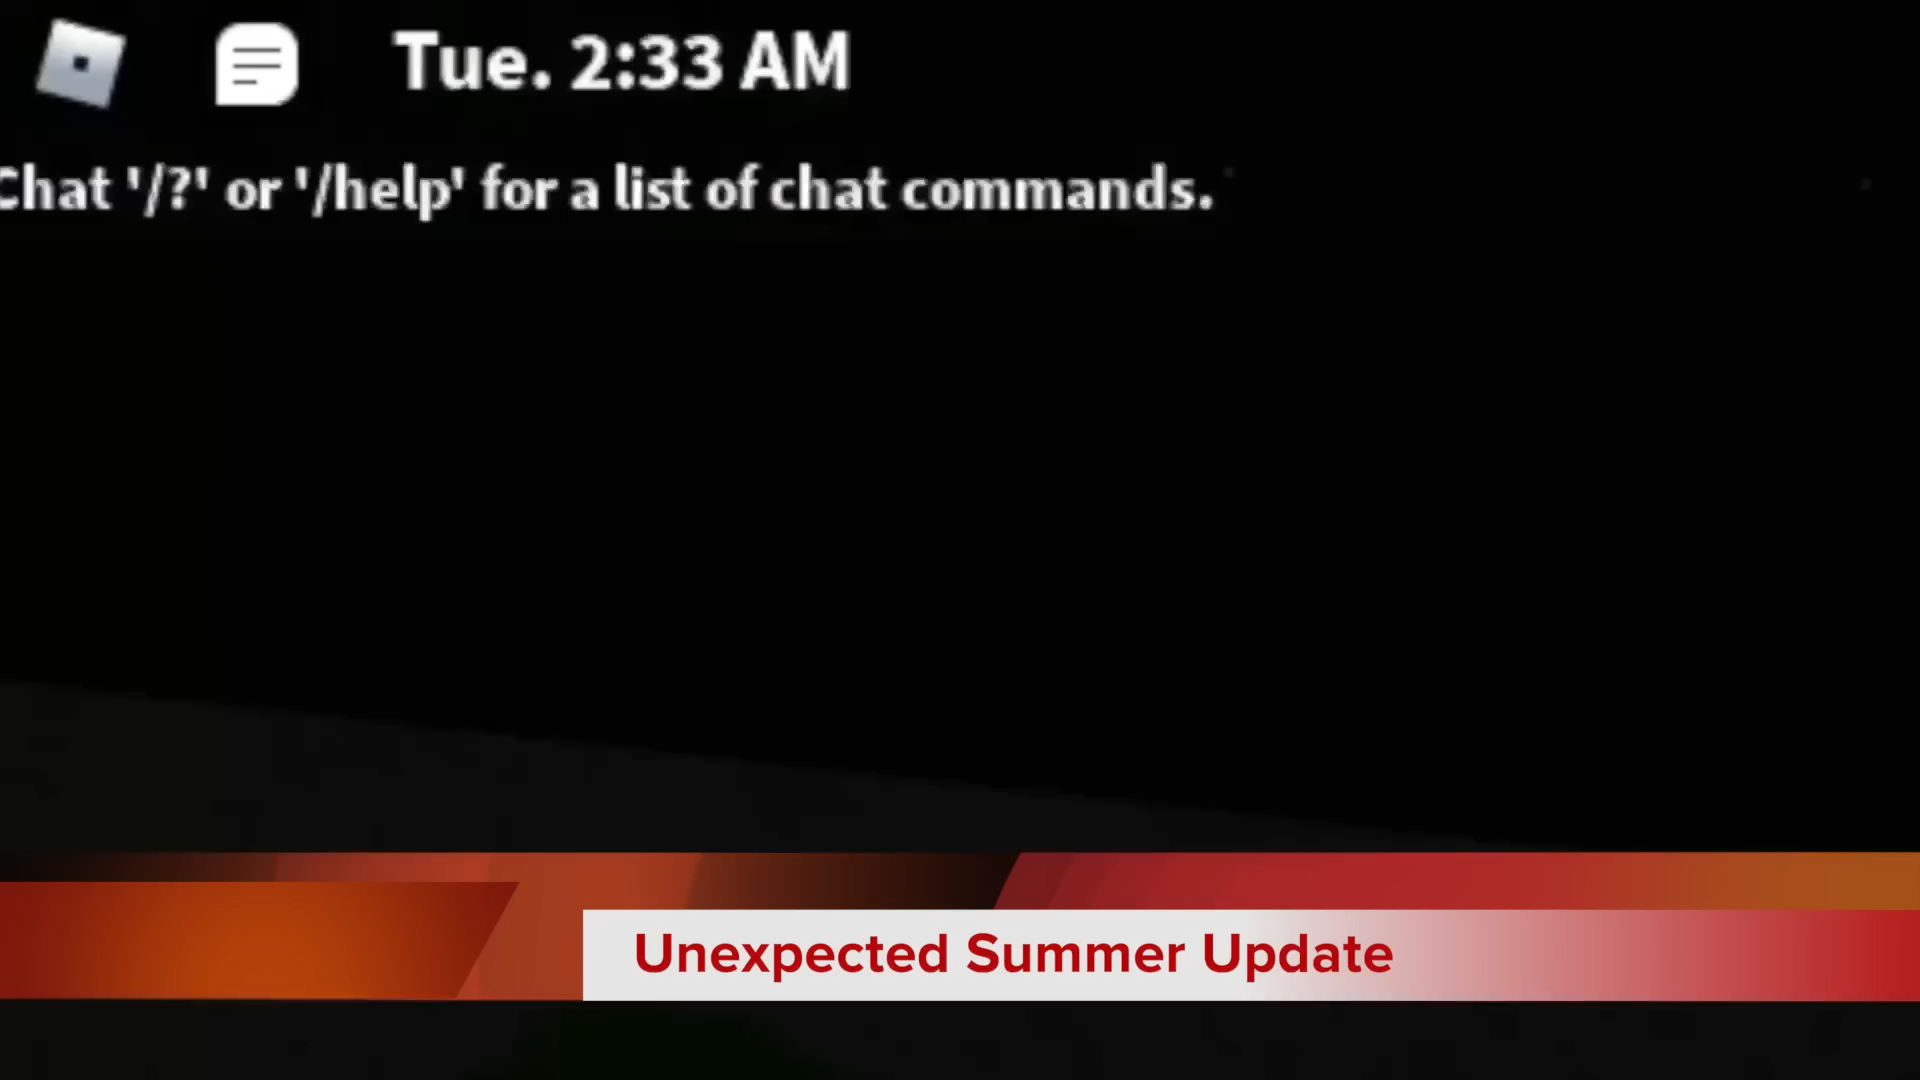 Tue. 2:33 AM
Chat '/?' or '/help' for a list of chat commands.
Unexpected Summer Update